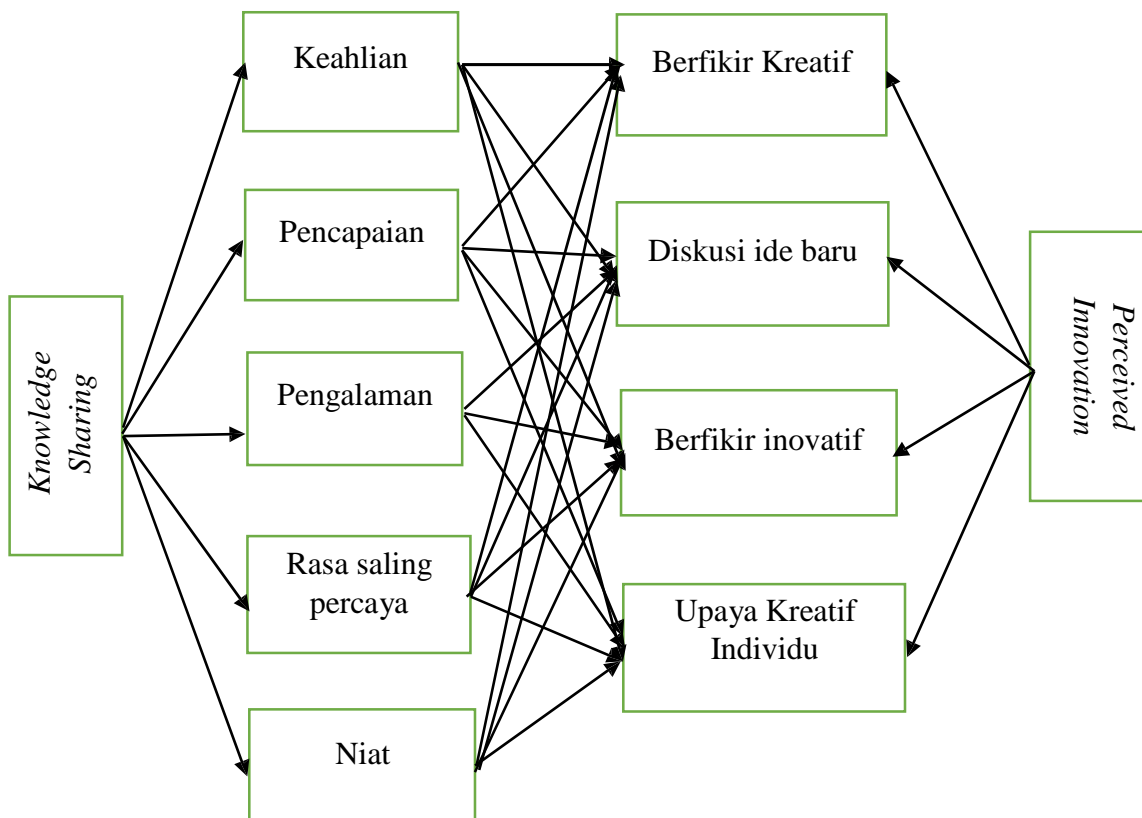 Knowledge
Sharing
Keahlian
Pencapaian
Pengalaman
Rasa saling
percaya
Niat
Berfikir Kreatif
Diskusi ide baru
Berfikir inovatif
Upaya Kreatif
Individu
Perceived
Innovation